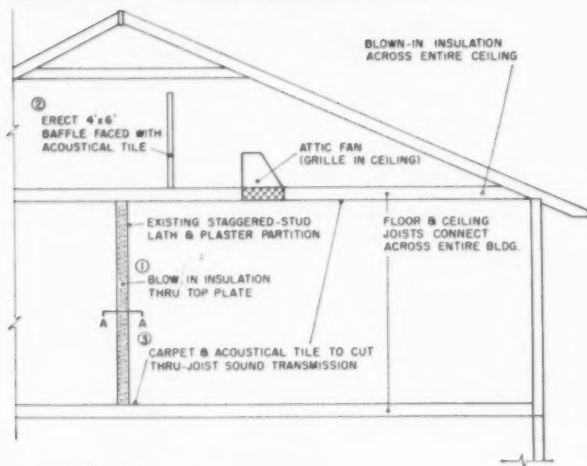 BLOWN-IN INSULATION
ACROSS ENTIRE CEILING
②
ERECT 4'x6'
BAFFLE FACED WITH
ACOUSTICAL TILE
ATTIC FAN
(GRILLE IN CEILING)
EXISTING STAGGERED-STUD
LATH & PLASTER PARTITION
FLOOR & CEILING
JOISTS CONNECT
ACROSS ENTIRE BLDG.
①
BLOW IN INSULATION
THRU TOP PLATE
A A
③
CARPET & ACOUSTICAL TILE TO CUT
THRU-JOIST SOUND TRANSMISSION